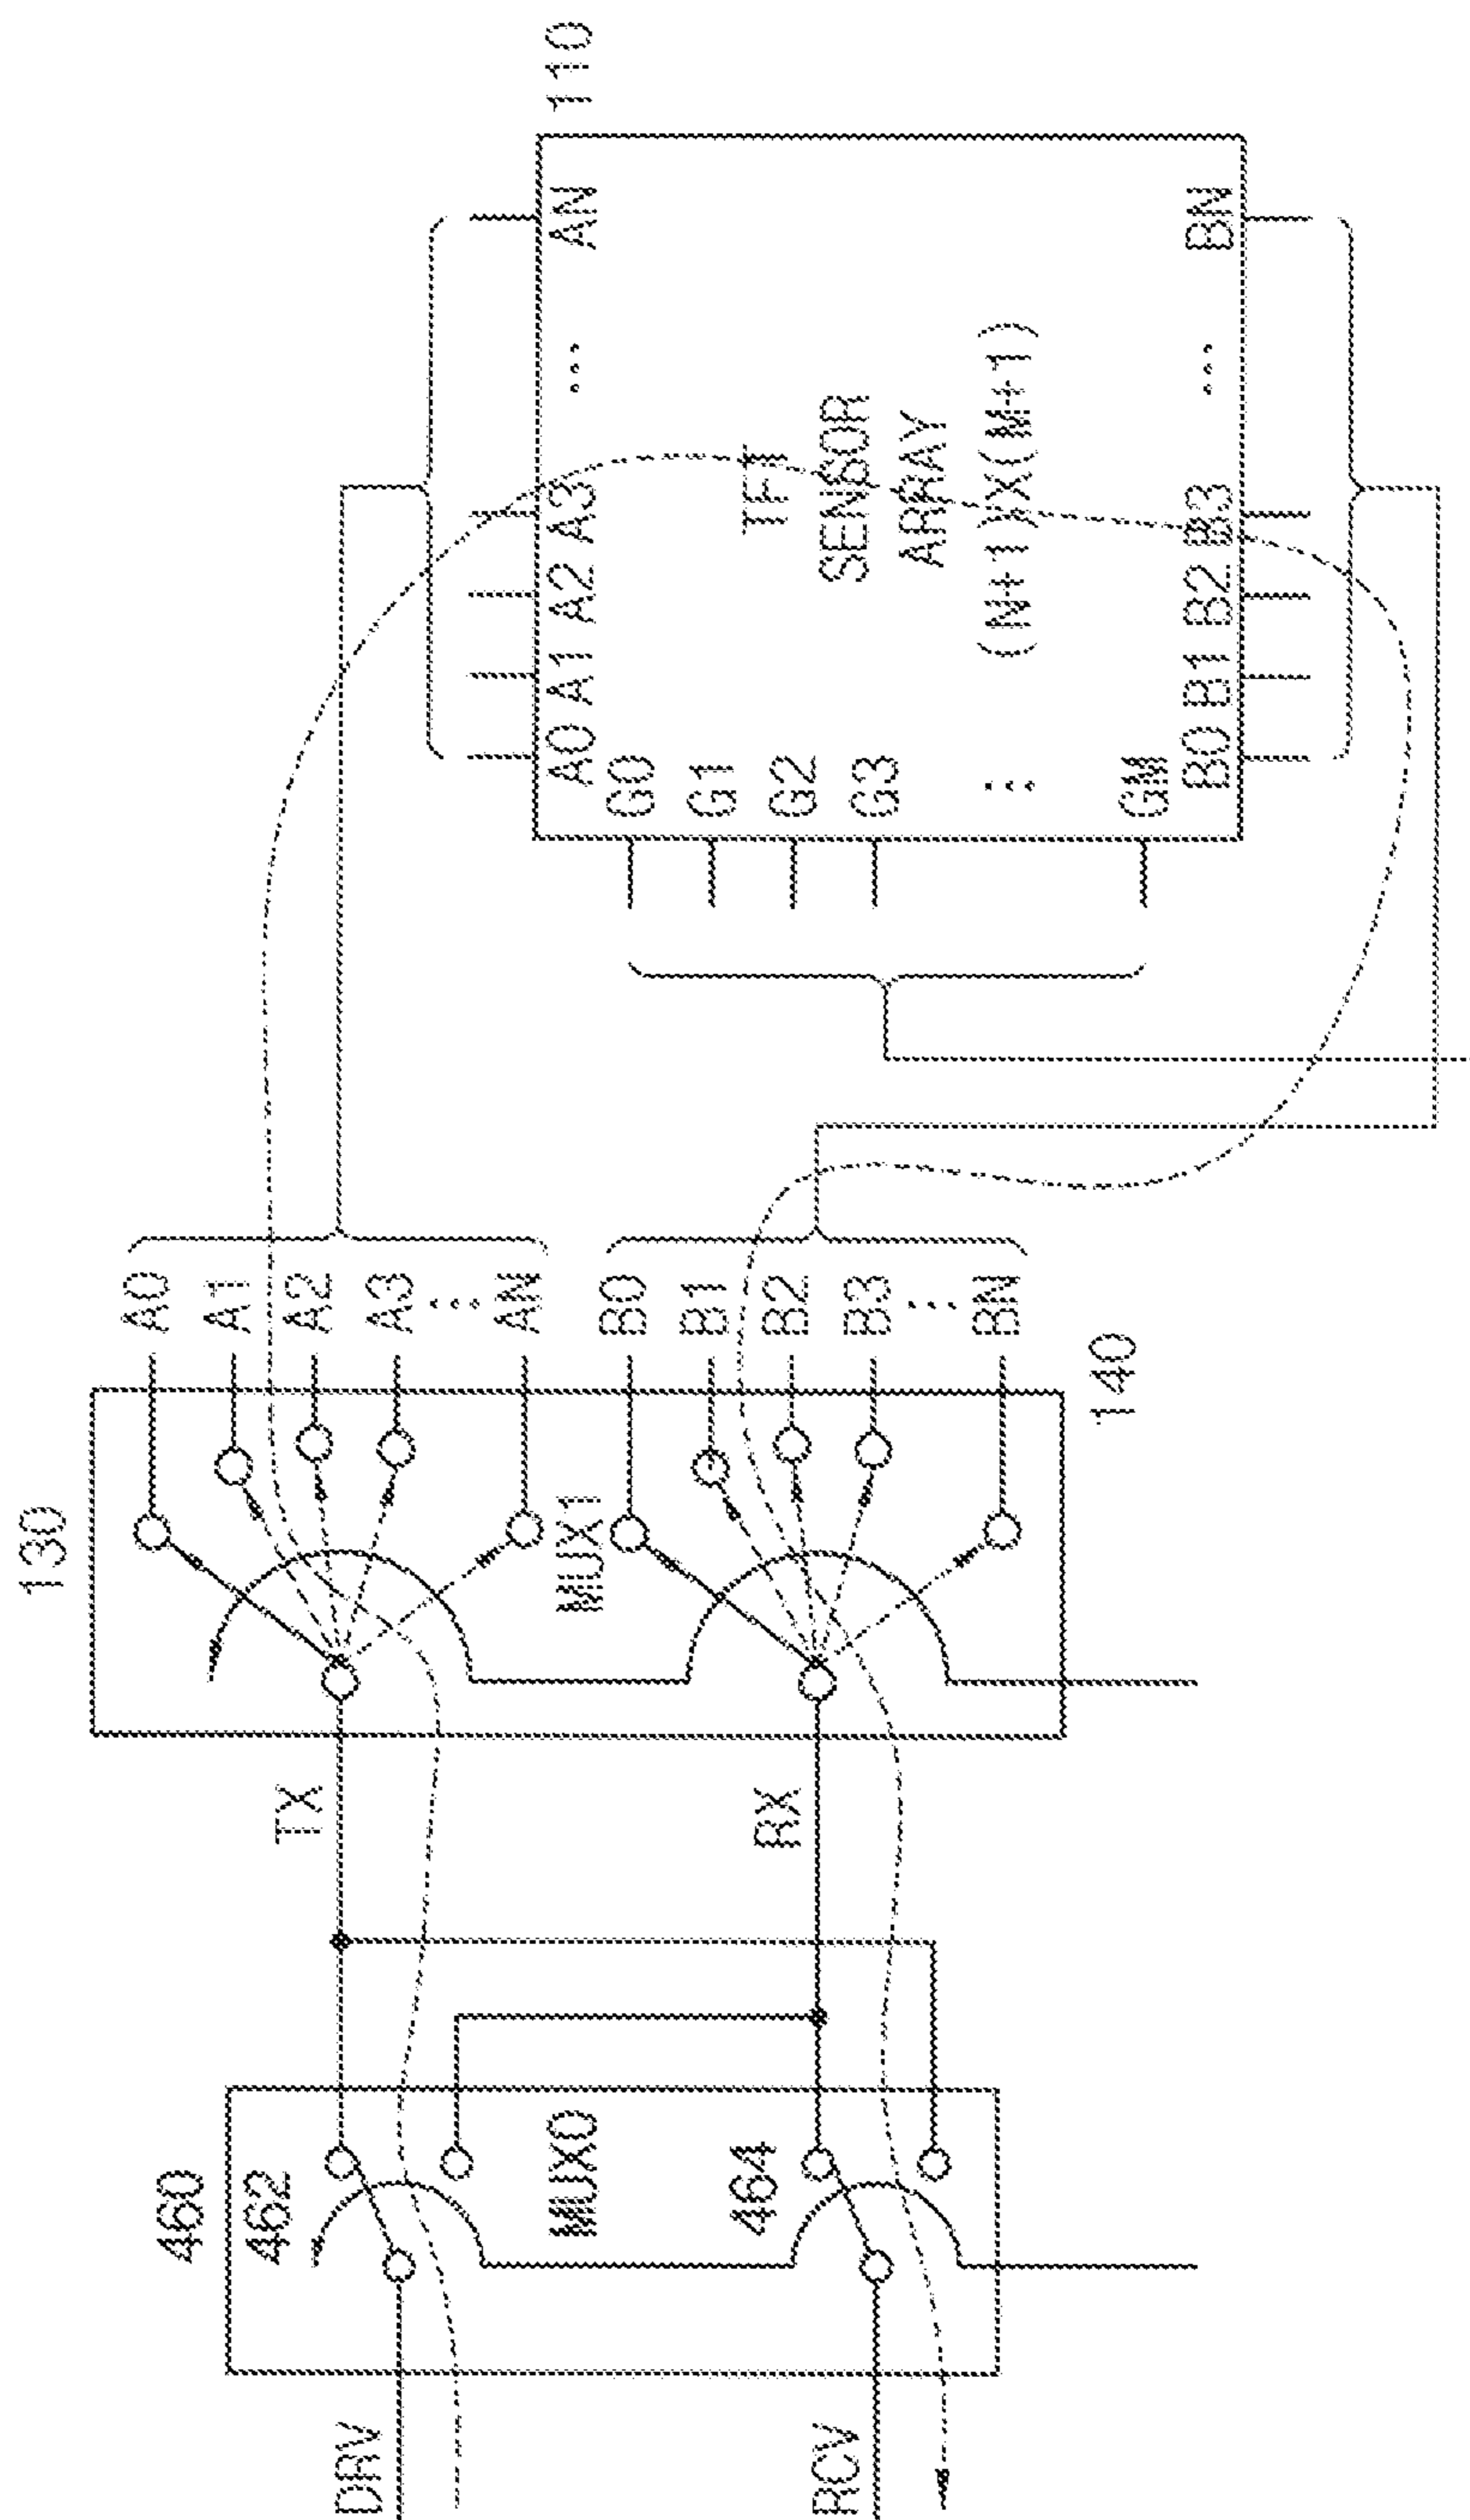 DRV
RCV
460
462
MUX0
464
TX
RX
130
MUX1
140
A0
A1
A2
A3
...
AN
B0
B1
B2
B3
...
BN
110
A0 A1 A2 A3 ... AN
G0
G1
G2
G3
...
GM
TFT
SENSOR
ARRAY
(N+1)X(M+1)
B0 B1 B2 B3 ... BN